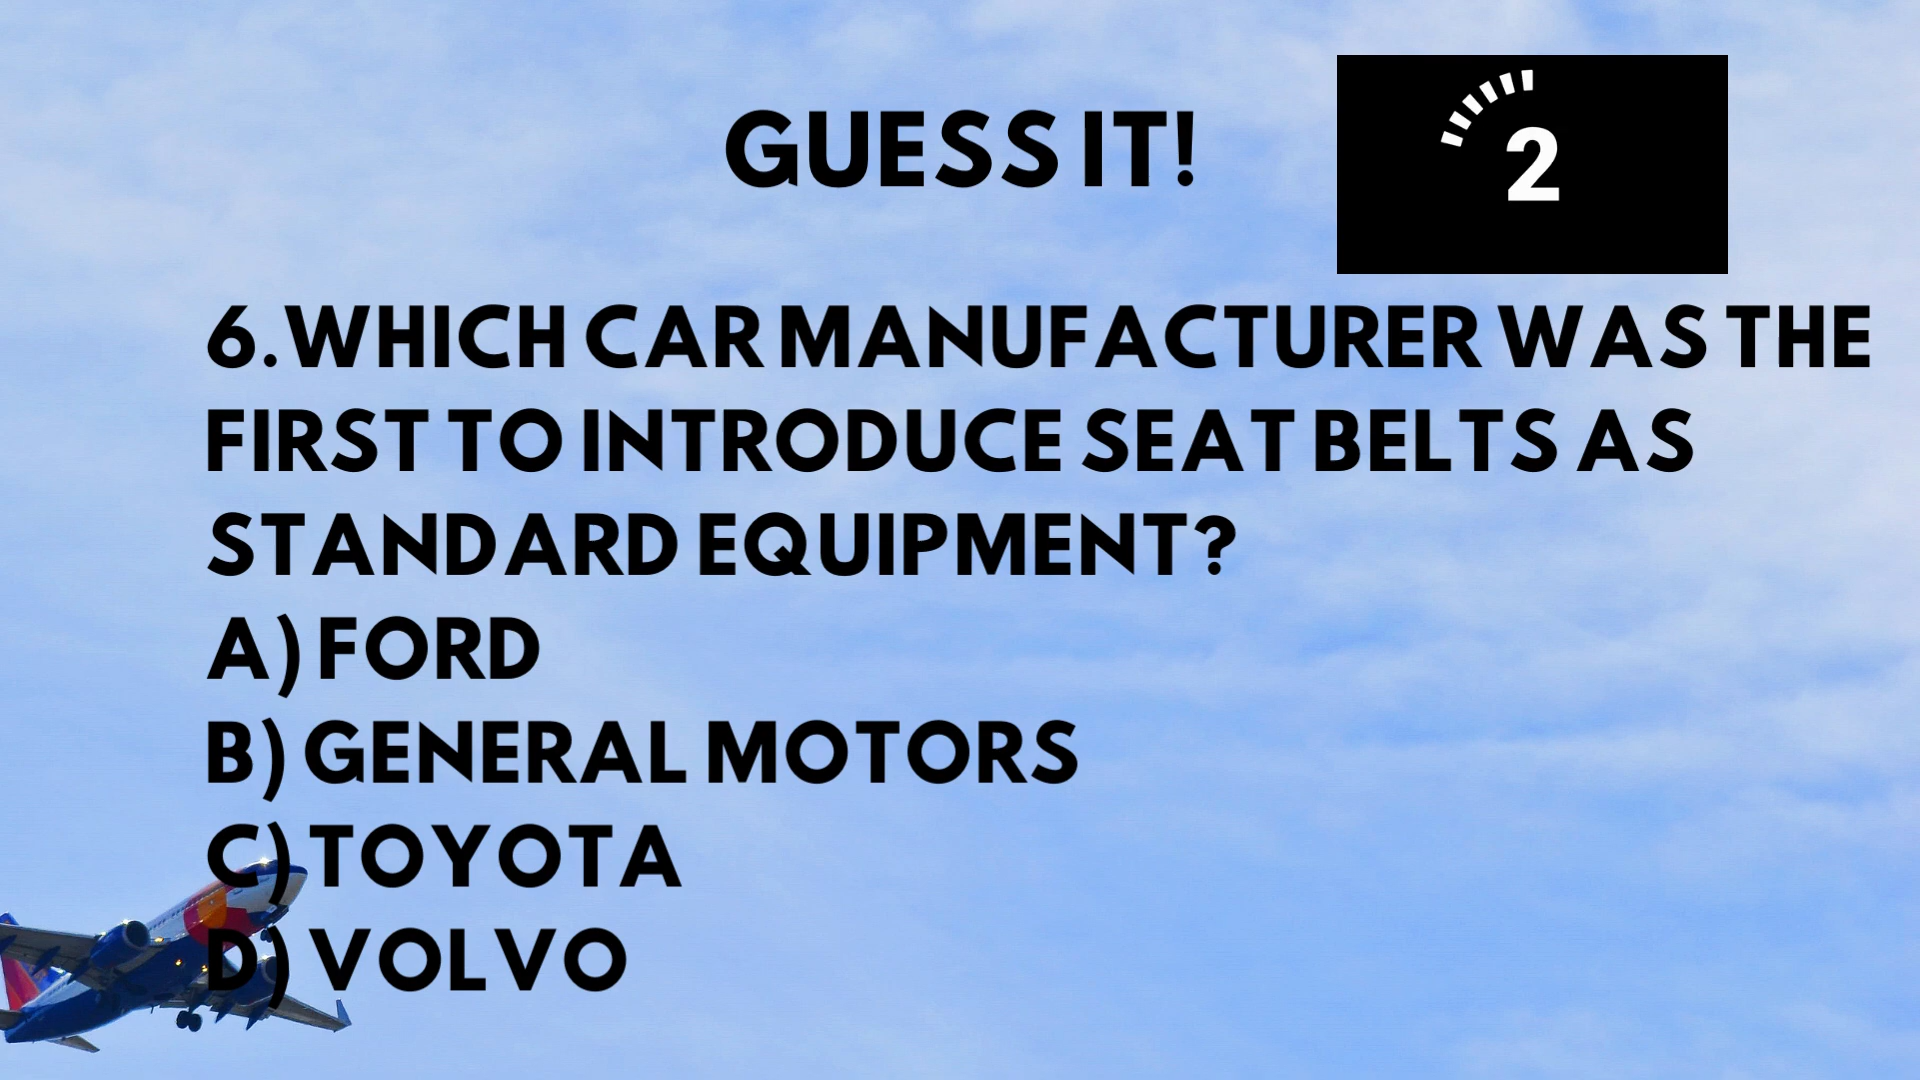 GUESS IT!
2
6.WHICH CAR MANUFACTURER WAS THE
FIRST TO INTRODUCE SEAT BELTS AS
STANDARD EQUIPMENT?
A) FORD
B) GENERAL MOTORS
C) TOYOTA
D) VOLVO